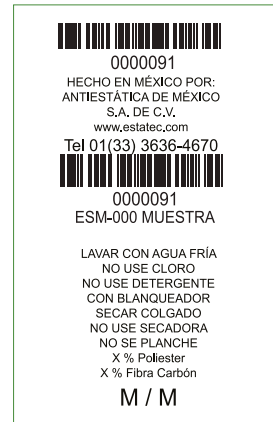 0000091
HECHO EN MÉXICO POR:
ANTIESTÁTICA DE MÉXICO
S.A. DE C.V.
www.estatec.com
Tel 01(33) 3636-4670
0000091
ESM-000 MUESTRA
LAVAR CON AGUA FRÍA
NO USE CLORO
NO USE DETERGENTE
CON BLANQUEADOR
SECAR COLGADO
NO USE SECADORA
NO SE PLANCHE
X % Poliester
X % Fibra Carbón
M / M